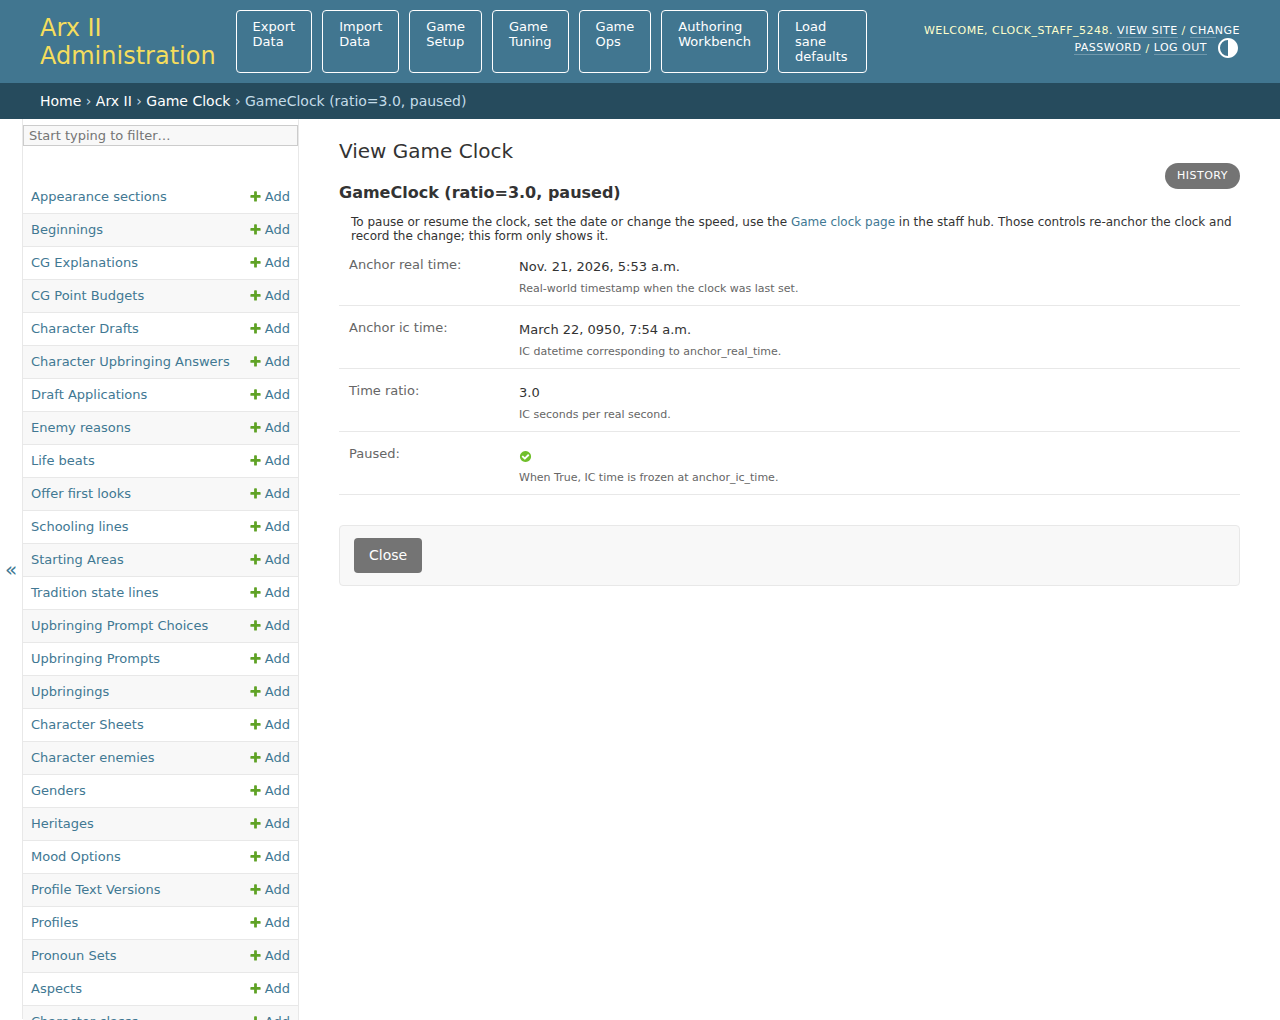 Arx II
Administration
Export
Data
Import
Data
Game
Setup
Game
Tuning
Game
Ops
Authoring
Workbench
Load
sane
defaults
WELCOME, CLOCK_STAFF_5248. VIEW SITE / CHANGE
PASSWORD / LOG OUT
Home › Arx II › Game Clock › GameClock (ratio=3.0, paused)
Start typing to filter…
Appearance sections Add
Beginnings Add
CG Explanations Add
CG Point Budgets Add
Character Drafts Add
Character Upbringing Answers Add
Draft Applications Add
Enemy reasons Add
Life beats Add
Offer first looks Add
Schooling lines Add
Starting Areas Add
Tradition state lines Add
Upbringing Prompt Choices Add
Upbringing Prompts Add
Upbringings Add
Character Sheets Add
Character enemies Add
Genders Add
Heritages Add
Mood Options Add
Profile Text Versions Add
Profiles Add
Pronoun Sets Add
Aspects Add
Character classes Add
«
View Game Clock
HISTORY
GameClock (ratio=3.0, paused)
To pause or resume the clock, set the date or change the speed, use the Game clock page in the staff hub. Those controls re-anchor the clock and
record the change; this form only shows it.
Anchor real time: Nov. 21, 2026, 5:53 a.m.
Real-world timestamp when the clock was last set.
Anchor ic time: March 22, 0950, 7:54 a.m.
IC datetime corresponding to anchor_real_time.
Time ratio: 3.0
IC seconds per real second.
Paused:
When True, IC time is frozen at anchor_ic_time.
Close